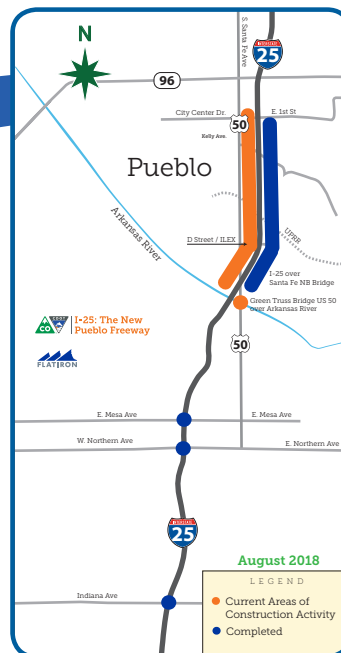 N
S. Santa Fe Ave
25
96
City Center Dr.
E. 1st St
50
Kelly Ave.
Pueblo
Arkansas River
UPRR
D Street / ILEX
I-25 over
Santa Fe NB Bridge
Green Truss Bridge US 50
over Arkansas River
I-25: The New
Pueblo Freeway
CO
FLATIRON
50
E. Mesa Ave
E. Mesa Ave
W. Northern Ave
E. Northern Ave
25
Indiana Ave
August 2018
LEGEND
Current Areas of
Construction Activity
Completed